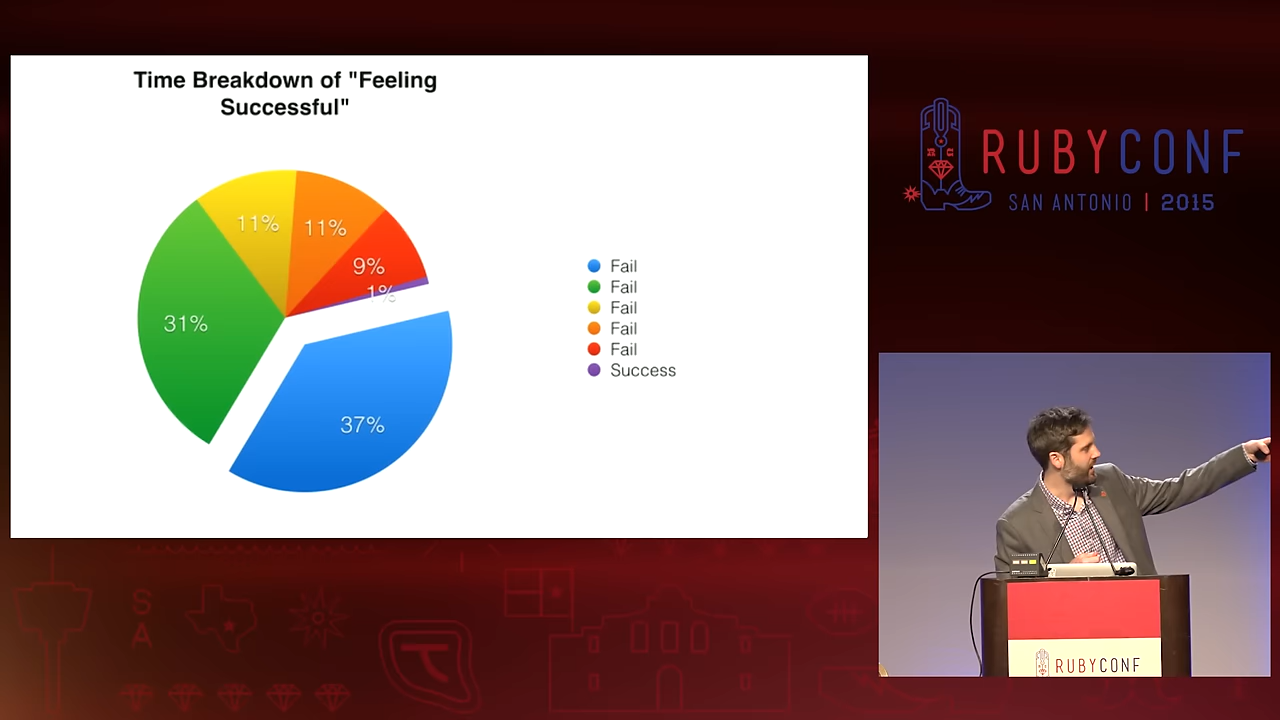 Time Breakdown of "Feeling
Successful"
11%
11%
9%
1%
31%
37%
Fail
Fail
Fail
Fail
Fail
Success
RUBYCONF
SAN ANTONIO | 2015
S
A
RUBYCONF